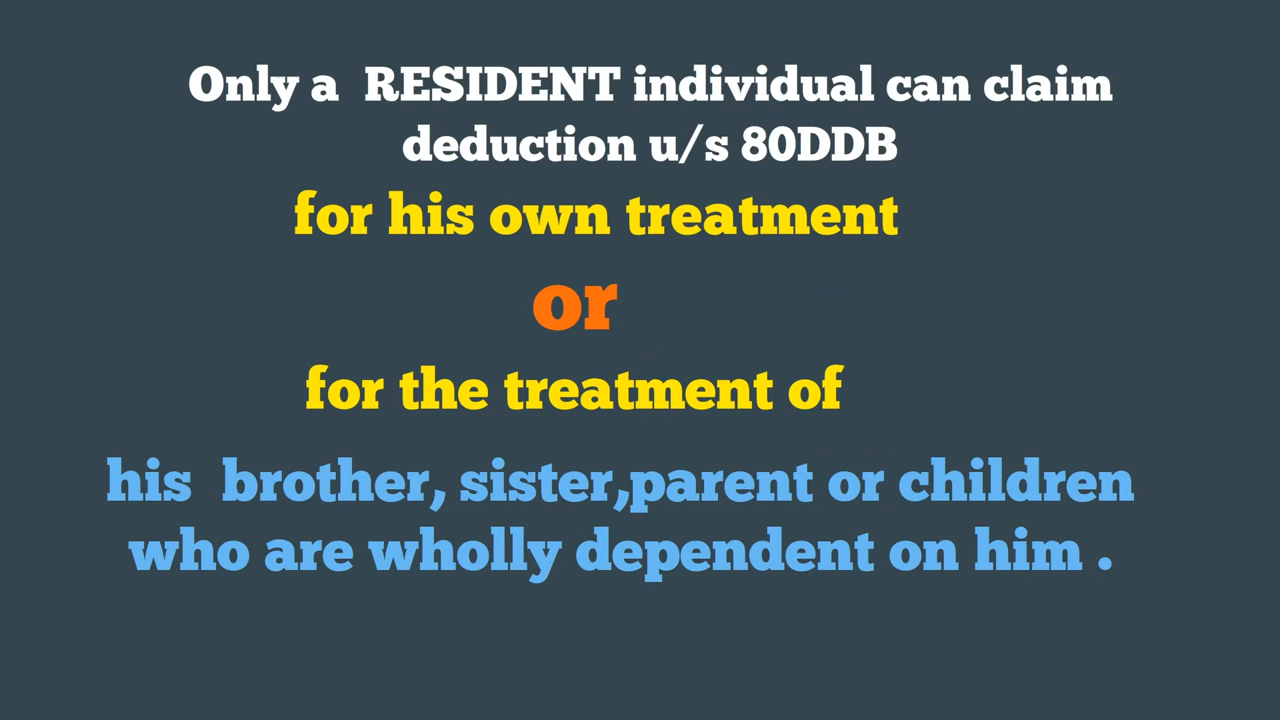 Only a RESIDENT individual can claim
deduction u/s 80DDB
for his own treatment
or
for the treatment of
his brother, sister,parent or children
who are wholly dependent on him .